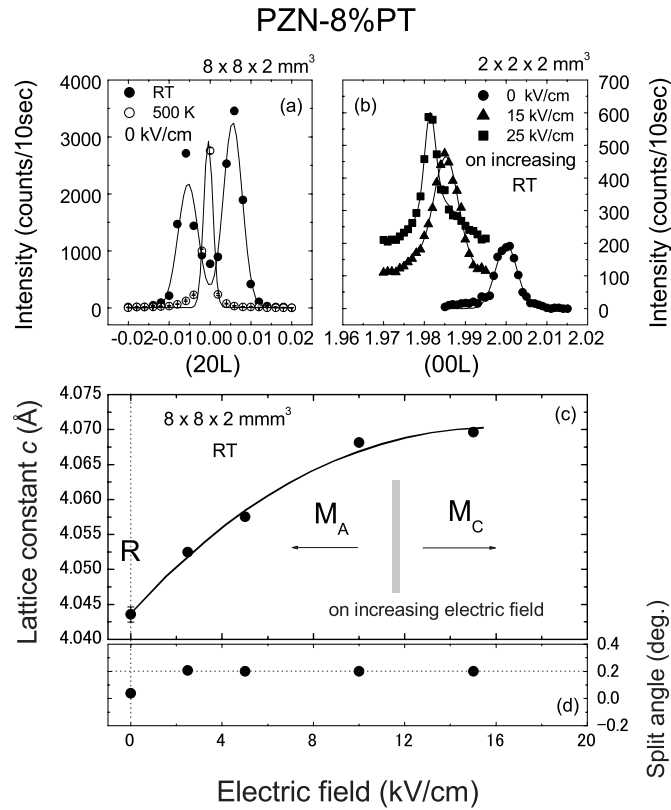 PZN-8%PT
8 x 8 x 2 mm³
2 x 2 x 2 mm³
Intensity (counts/10sec)
4000
3000
2000
1000
0
RT
500 K
0 kV/cm
(a)
-0.02 -0.01 0.00 0.01 0.02
(20L)
(b)
0 kV/cm
15 kV/cm
25 kV/cm
on increasing
RT
700
600
500
400
300
200
100
0
Intensity (counts/10sec)
1.96 1.97 1.98 1.99 2.00 2.01 2.02
(00L)
Lattice constant c (Å)
4.075
4.070
4.065
4.060
4.055
4.050
4.045
4.040
8 x 8 x 2 mmm³
RT
(c)
R
M_A
M_C
on increasing electric field
(d)
0.4
0.2
0.0
−0.2
Split angle (deg.)
0 4 8 12 16 20
Electric field (kV/cm)